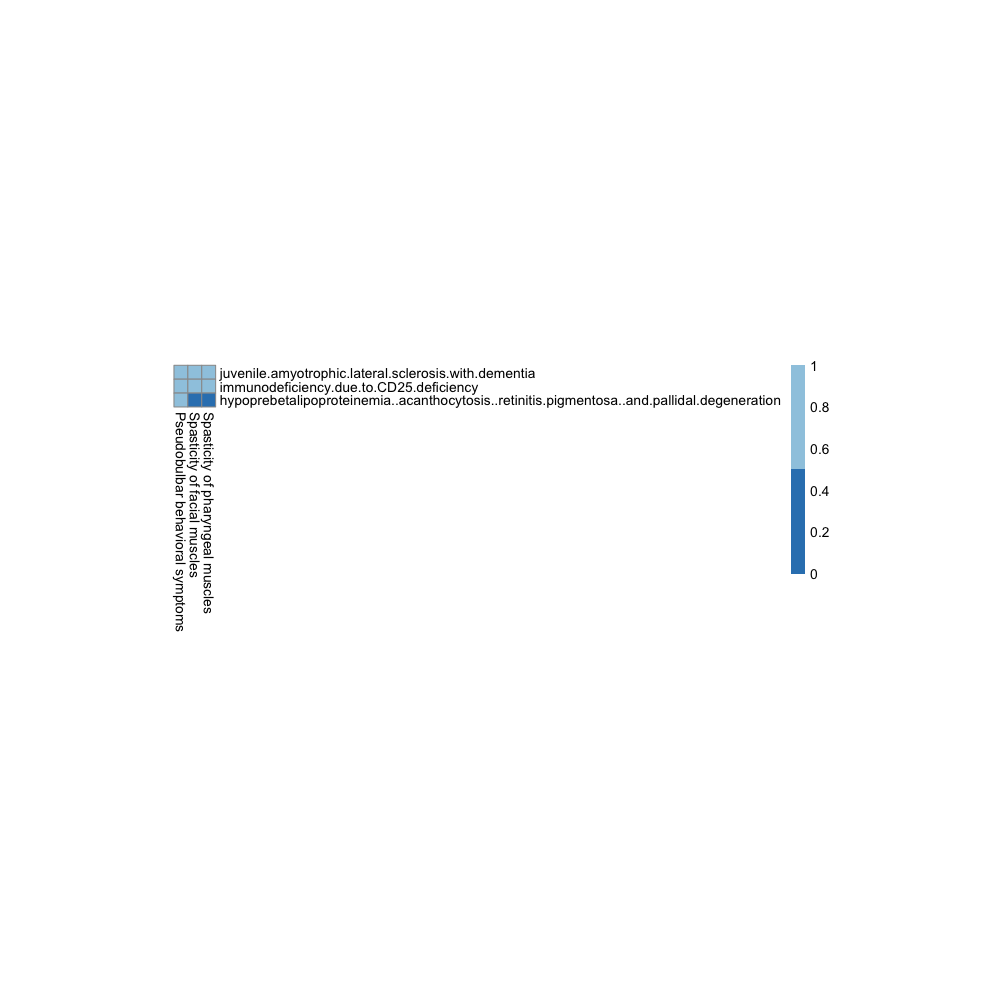 juvenile.amyotrophic.lateral.sclerosis.with.dementia
immunodeficiency.due.to.CD25.deficiency
hypoprebetalipoproteinemia..acanthocytosis..retinitis.pigmentosa..and.pallidal.degeneration
Pseudobulbar behavioral symptoms
Spasticity of facial muscles
Spasticity of pharyngeal muscles
1
0.8
0.6
0.4
0.2
0